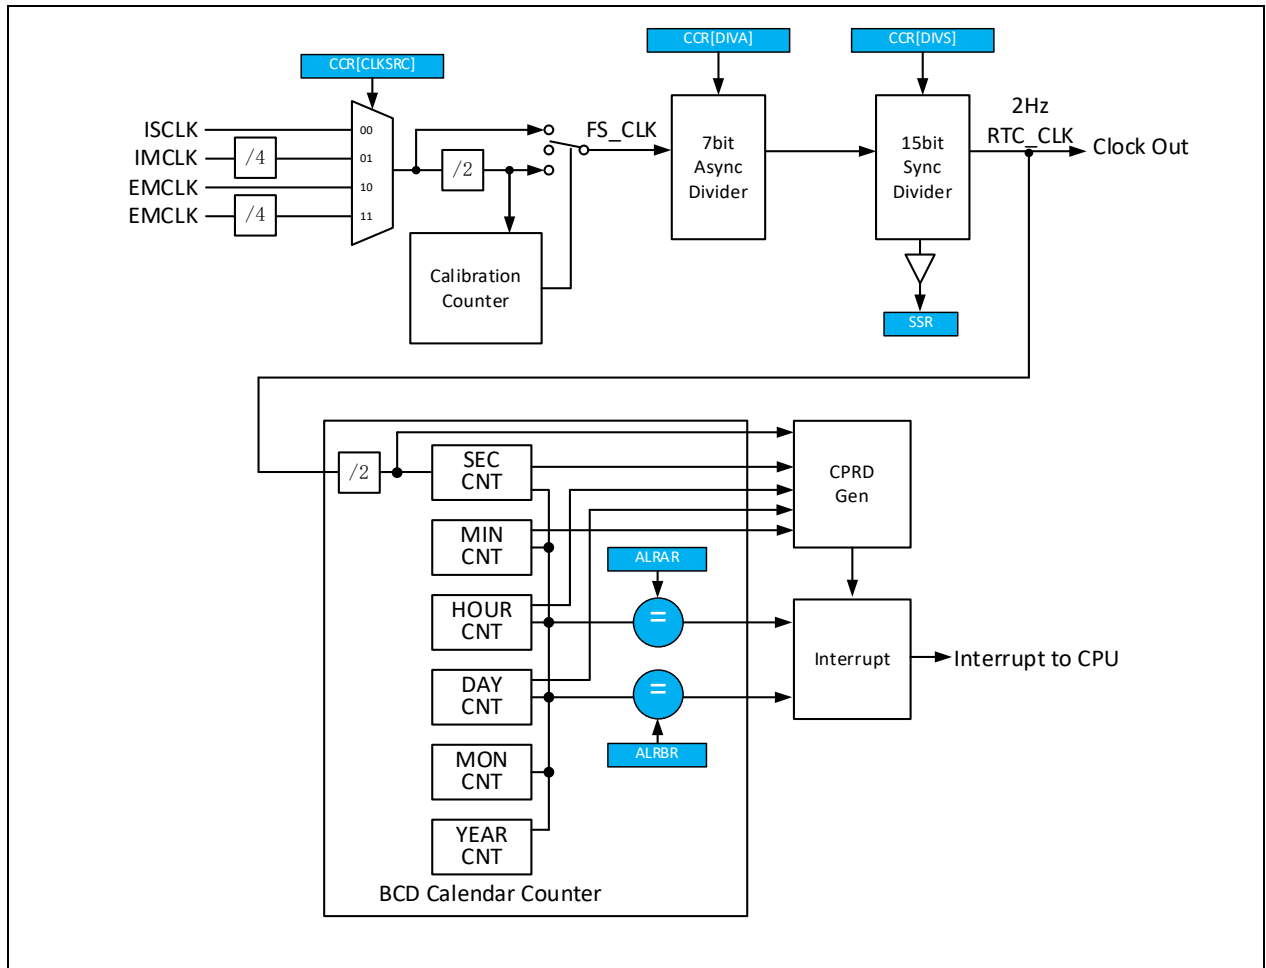 CCR[CLKSRC]
CCR[DIVA]
CCR[DIVS]
ISCLK
IMCLK
EMCLK
EMCLK
/4
/4
00
01
10
11
/2
FS_CLK
Calibration
Counter
7bit
Async
Divider
15bit
Sync
Divider
2Hz
RTC_CLK
Clock Out
SSR
/2
SEC
CNT
MIN
CNT
HOUR
CNT
DAY
CNT
MON
CNT
YEAR
CNT
BCD Calendar Counter
ALRAR
=
=
ALRBR
CPRD
Gen
Interrupt
Interrupt to CPU